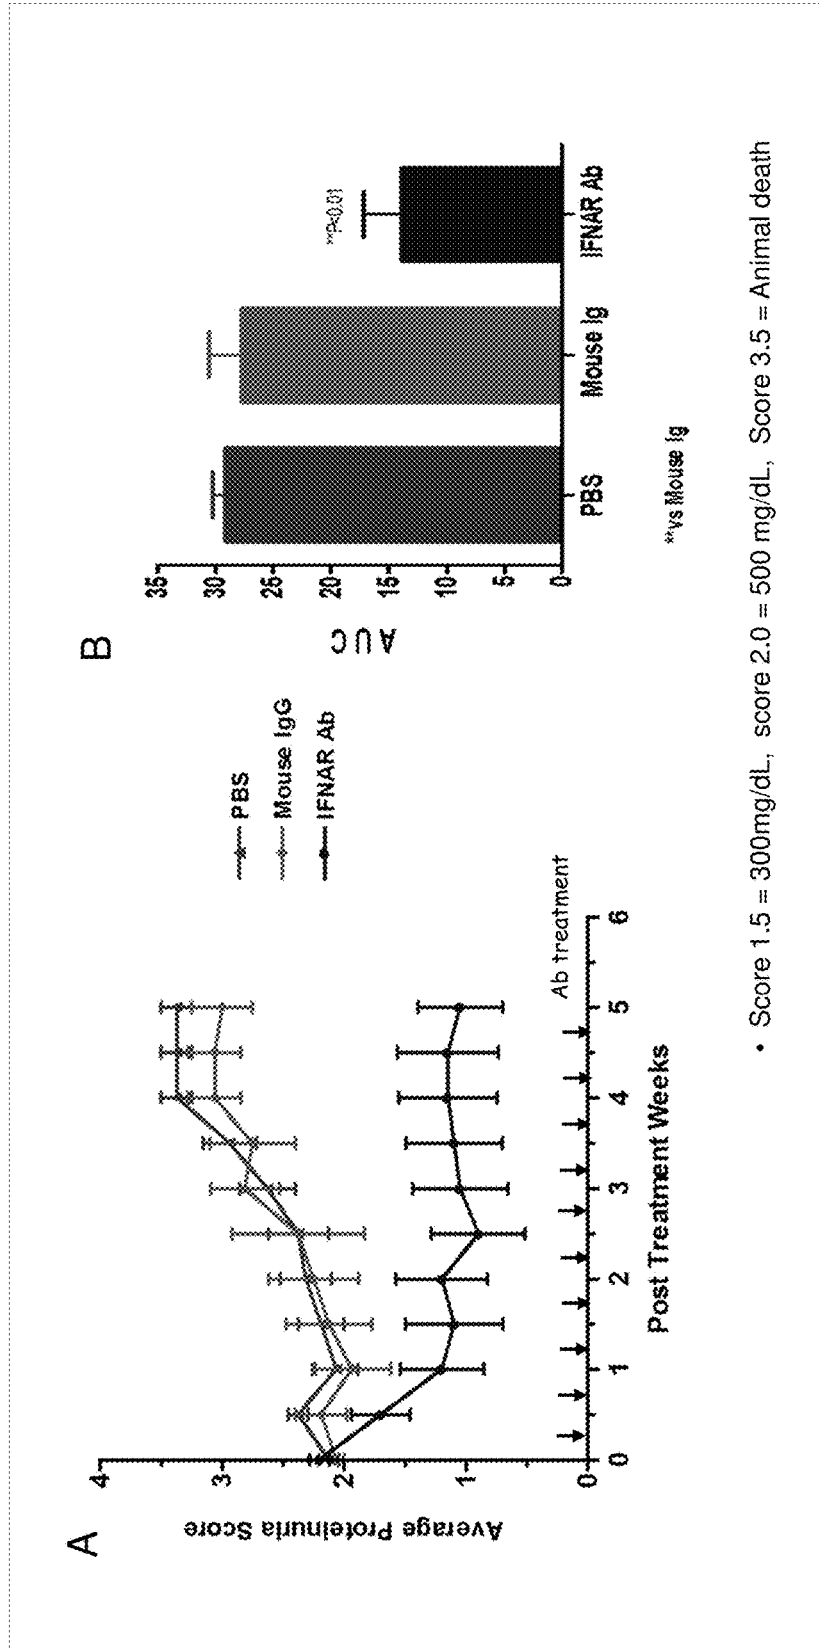 A
4
3
2
1
0
Average Proteinuria Score
0
1
2
3
4
5
6
Post Treatment Weeks
Ab treatment
PBS
Mouse IgG
IFNAR Ab
B
35
30
25
20
15
10
5
0
AUC
**P<0.01
PBS
Mouse Ig
IFNAR Ab
**vs Mouse Ig
• Score 1.5 = 300mg/dL, score 2.0 = 500 mg/dL, Score 3.5 = Animal death